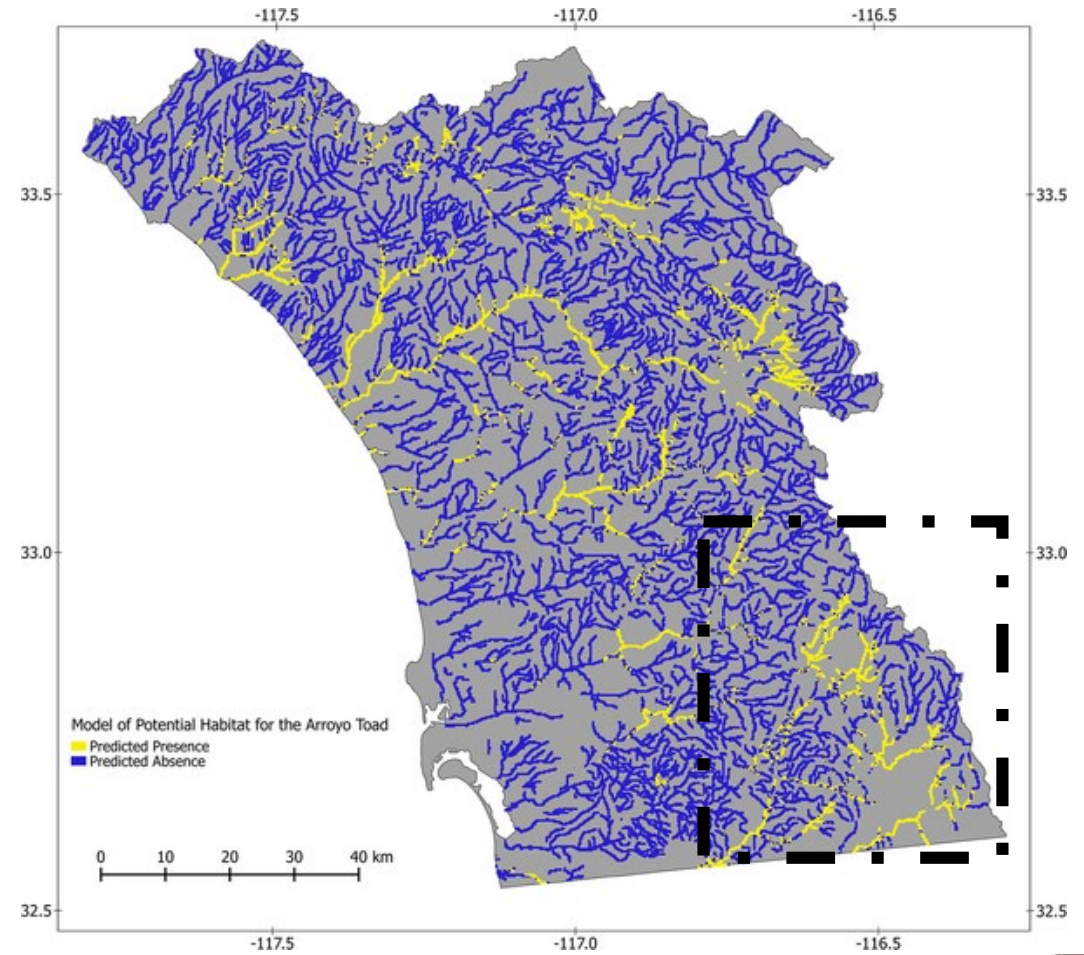 -117.5 -117.0 -116.5
33.5 33.5
33.0 33.0
Model of Potential Habitat for the Arroyo Toad
Predicted Presence
Predicted Absence
0 10 20 30 40 km
32.5 32.5
-117.5 -117.0 -116.5